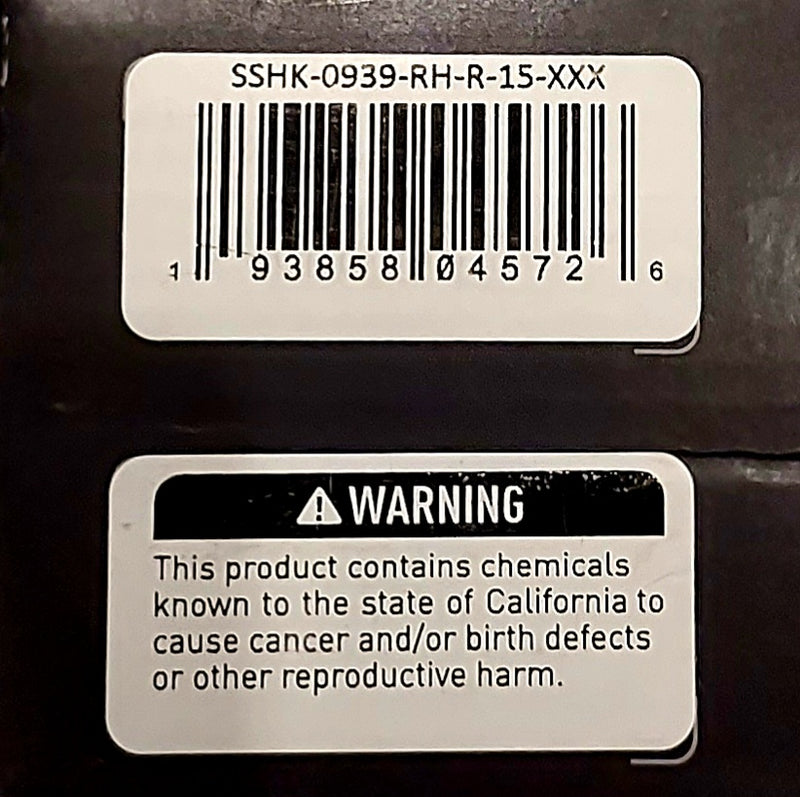 SSHK-0939-RH-R-15-XXX
1 93858 04572 6
WARNING
This product contains chemicals
known to the state of California to
cause cancer and/or birth defects
or other reproductive harm.